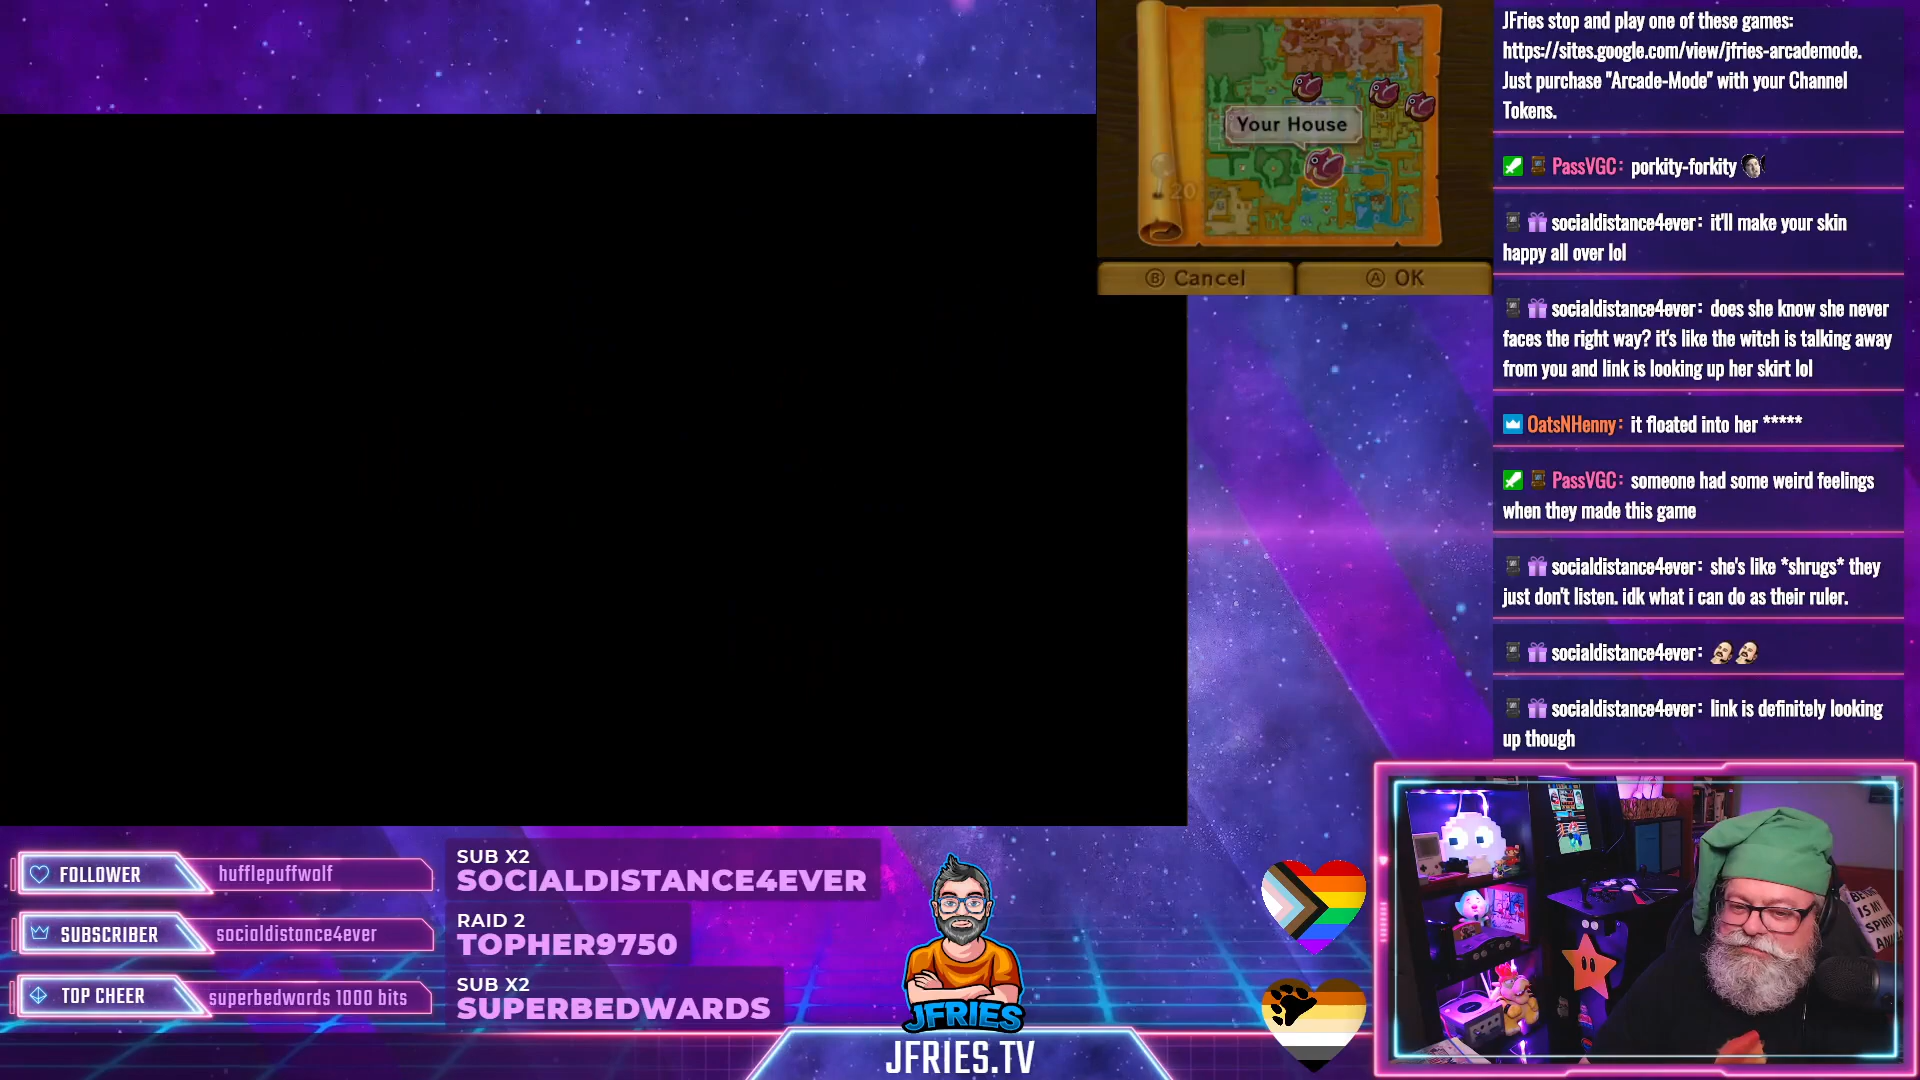 Your House
20
Ⓑ Cancel
Ⓐ OK
JFries stop and play one of these games:
https://sites.google.com/view/jfries-arcademode.
Just purchase "Arcade-Mode" with your Channel
Tokens.
PassVGC: porkity-forkity
socialdistance4ever: it'll make your skin
happy all over lol
socialdistance4ever: does she know she never
faces the right way? it's like the witch is talking away
from you and link is looking up her skirt lol
OatsNHenny: it floated into her *****
PassVGC: someone had some weird feelings
when they made this game
socialdistance4ever: she's like *shrugs* they
just don't listen. idk what i can do as their ruler.
socialdistance4ever:
socialdistance4ever: link is definitely looking
up though
FOLLOWER
hufflepuffwolf
SUBSCRIBER
socialdistance4ever
TOP CHEER
superbedwards 1000 bits
SUB X2
SOCIALDISTANCE4EVER
RAID 2
TOPHER9750
SUB X2
SUPERBEDWARDS
JFRIES
JFRIES.TV
IS MY